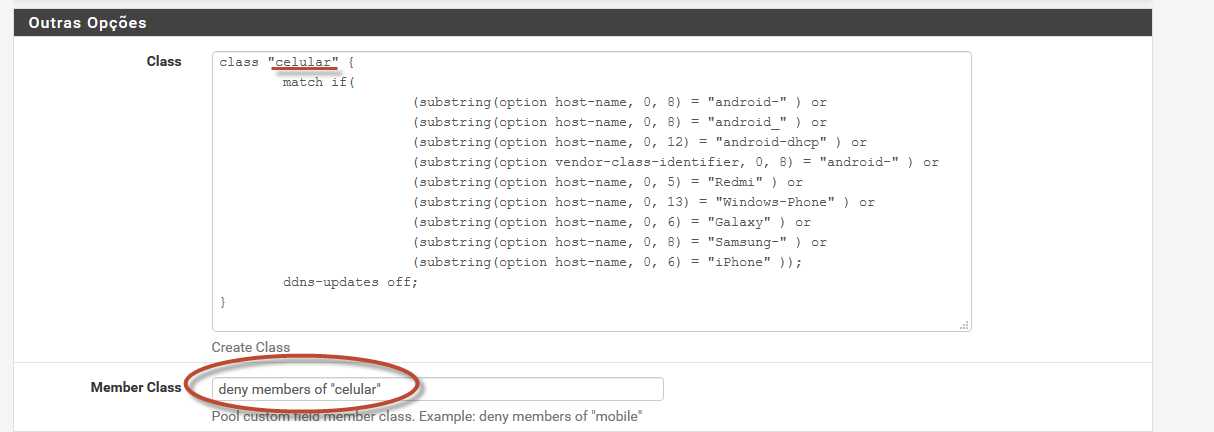 Outras Opções
Class
class "celular" {
match if(
(substring(option host-name, 0, 8) = "android-" ) or
(substring(option host-name, 0, 8) = "android_" ) or
(substring(option host-name, 0, 12) = "android-dhcp" ) or
(substring(option vendor-class-identifier, 0, 8) = "android-" ) or
(substring(option host-name, 0, 5) = "Redmi" ) or
(substring(option host-name, 0, 13) = "Windows-Phone" ) or
(substring(option host-name, 0, 6) = "Galaxy" ) or
(substring(option host-name, 0, 8) = "Samsung-" ) or
(substring(option host-name, 0, 6) = "iPhone" ));
ddns-updates off;
}
Create Class
Member Class
deny members of "celular"
Pool custom field member class. Example: deny members of "mobile"